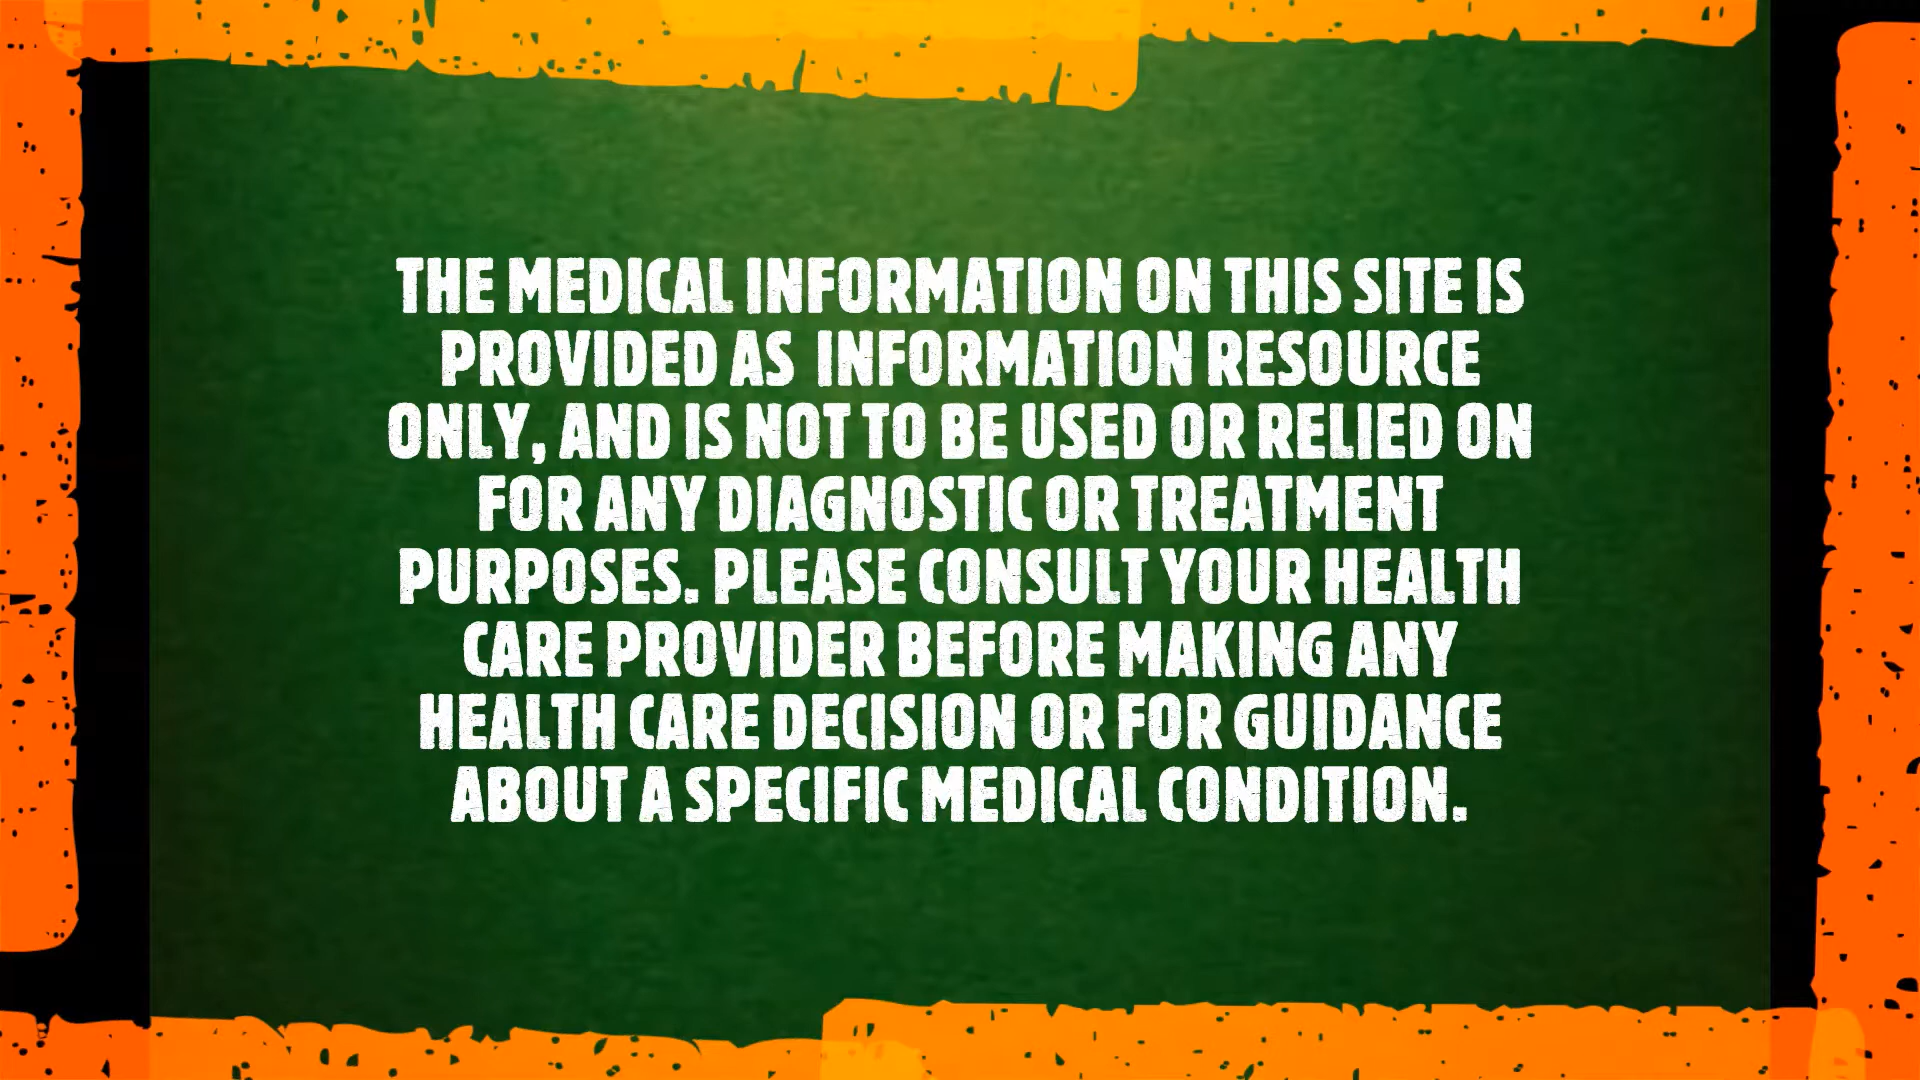 THE MEDICAL INFORMATION ON THIS SITE IS
PROVIDED AS INFORMATION RESOURCE
ONLY, AND IS NOT TO BE USED OR RELIED ON
FOR ANY DIAGNOSTIC OR TREATMENT
PURPOSES. PLEASE CONSULT YOUR HEALTH
CARE PROVIDER BEFORE MAKING ANY
HEALTH CARE DECISION OR FOR GUIDANCE
ABOUT A SPECIFIC MEDICAL CONDITION.